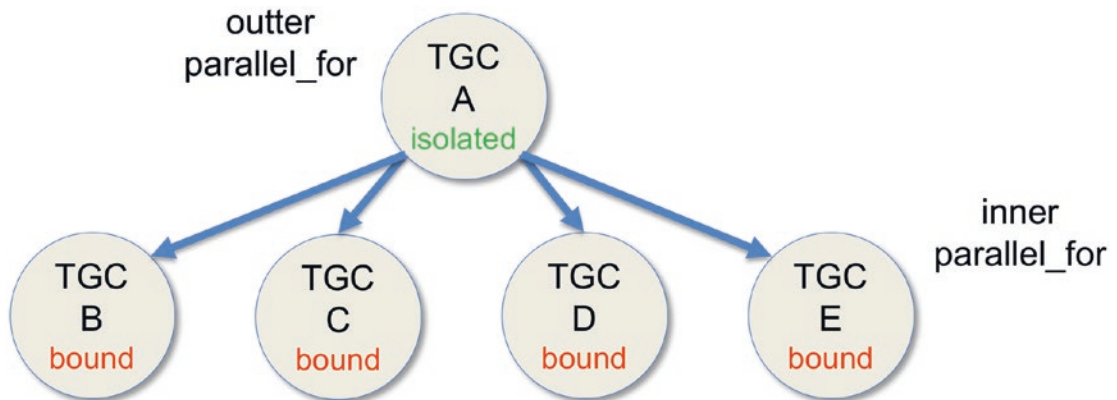 outter
parallel_for
TGC
A
isolated
inner
parallel_for
TGC
B
bound
TGC
C
bound
TGC
D
bound
TGC
E
bound